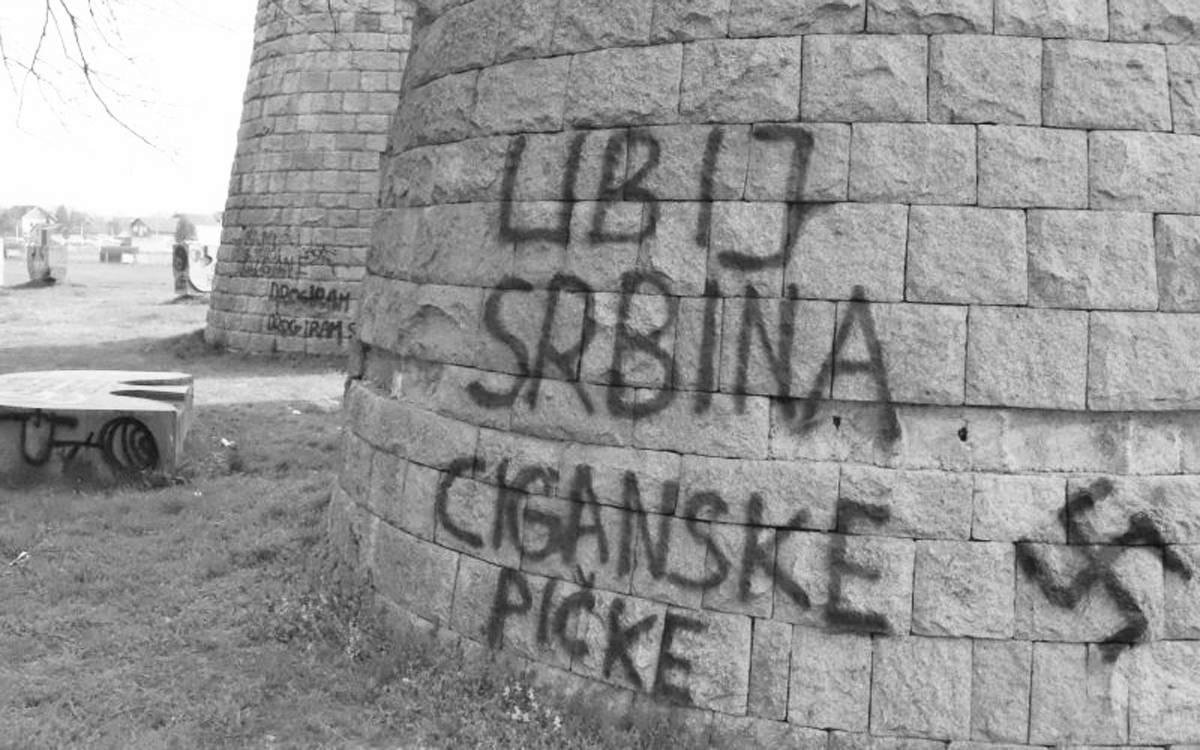 UBIJ
SRBINA
CIGANSKE
PIČKE
DROGIRAM
DROGIRAM S